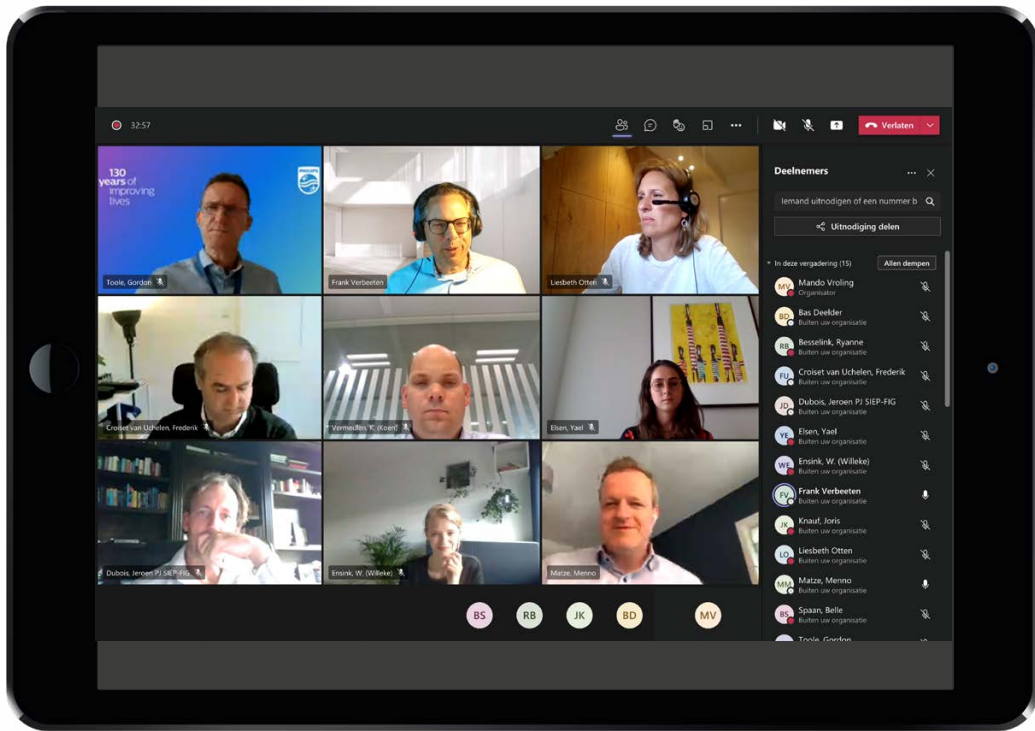 32:57
Verlaten
130
years of
improving
lives
PHILIPS
Toole, Gordon
Frank Verbeeten
Liesbeth Otten
Croiset van Uchelen, Frederik
Vermeulen, K. (Koen)
Elsen, Yael
Dubois, Jeroen PJ SIEP-FIG
Ensink, W. (Willeke)
Matze, Menno
BS
RB
JK
BD
MV
Deelnemers
Iemand uitnodigen of een nummer b
Uitnodiging delen
In deze vergadering (15)
Allen dempen
MV
Mando Vroling
Organisator
BD
Bas Deelder
Buiten uw organisatie
RB
Besselink, Ryanne
Buiten uw organisatie
FU
Croiset van Uchelen, Frederik
Buiten uw organisatie
JD
Dubois, Jeroen PJ SIEP-FIG
Buiten uw organisatie
YE
Elsen, Yael
Buiten uw organisatie
WE
Ensink, W. (Willeke)
Buiten uw organisatie
FV
Frank Verbeeten
Buiten uw organisatie
JK
Knauf, Joris
Buiten uw organisatie
LO
Liesbeth Otten
Buiten uw organisatie
MM
Matze, Menno
Buiten uw organisatie
BS
Spaan, Belle
Buiten uw organisatie
Toole, Gordon